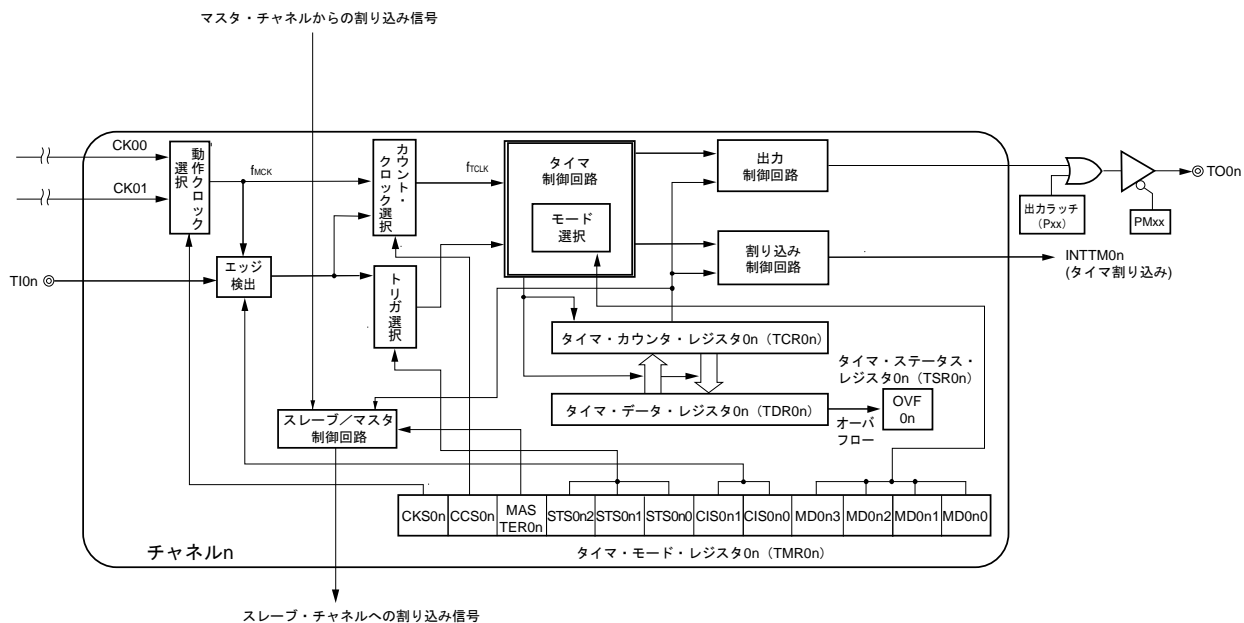 マスタ・チャネルからの割り込み信号
CK00
CK01
動作クロック
選択
fMCK
カウント・
クロック選択
fTCLK
タイマ
制御回路
モード
選択
出力
制御回路
出力ラッチ
(Pxx)
PMxx
TO0n
TI0n
エッジ
検出
トリガ選択
割り込み
制御回路
INTTM0n
(タイマ割り込み)
タイマ・カウンタ・レジスタ0n(TCR0n)
タイマ・ステータス・
レジスタ0n(TSR0n)
タイマ・データ・レジスタ0n(TDR0n)
オーバ
フロー
OVF
0n
スレーブ/マスタ
制御回路
CKS0n
CCS0n
MAS
TER0n
STS0n2
STS0n1
STS0n0
CIS0n1
CIS0n0
MD0n3
MD0n2
MD0n1
MD0n0
チャネルn
タイマ・モード・レジスタ0n(TMR0n)
スレーブ・チャネルへの割り込み信号